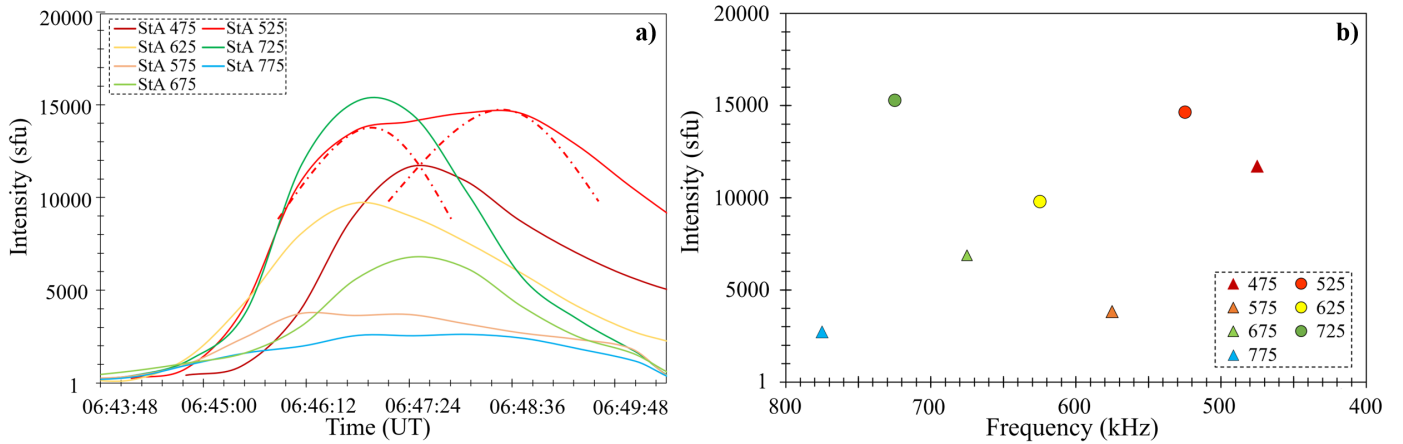 20000
15000
10000
5000
1
Intensity (sfu)
StA 475 StA 525
StA 625 StA 725
StA 575 StA 775
StA 675
a)
06:43:48 06:45:00 06:46:12 06:47:24 06:48:36 06:49:48
Time (UT)
20000
15000
10000
5000
1
Intensity (sfu)
b)
475 525
575 625
675 725
775
800 700 600 500 400
Frequency (kHz)